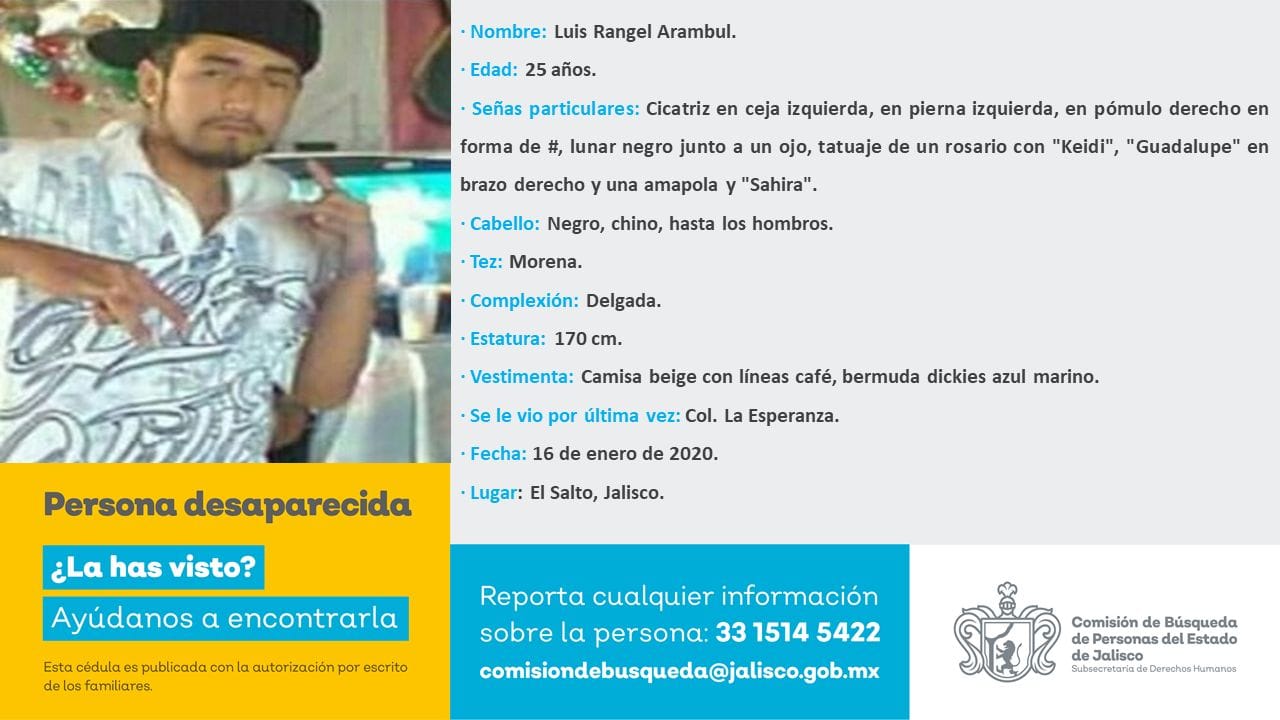 · Nombre: Luis Rangel Arambul.
· Edad: 25 años.
· Señas particulares: Cicatriz en ceja izquierda, en pierna izquierda, en pómulo derecho en
forma de #, lunar negro junto a un ojo, tatuaje de un rosario con "Keidi", "Guadalupe" en
brazo derecho y una amapola y "Sahira".
· Cabello: Negro, chino, hasta los hombros.
· Tez: Morena.
· Complexión: Delgada.
· Estatura: 170 cm.
· Vestimenta: Camisa beige con líneas café, bermuda dickies azul marino.
· Se le vio por última vez: Col. La Esperanza.
· Fecha: 16 de enero de 2020.
· Lugar: El Salto, Jalisco.
Persona desaparecida
¿La has visto?
Ayúdanos a encontrarla
Esta cédula es publicada con la autorización por escrito
de los familiares.
Reporta cualquier información
sobre la persona: 33 1514 5422
comisiondebusqueda@jalisco.gob.mx
Comisión de Búsqueda
de Personas del Estado
de Jalisco
Subsecretaría de Derechos Humanos